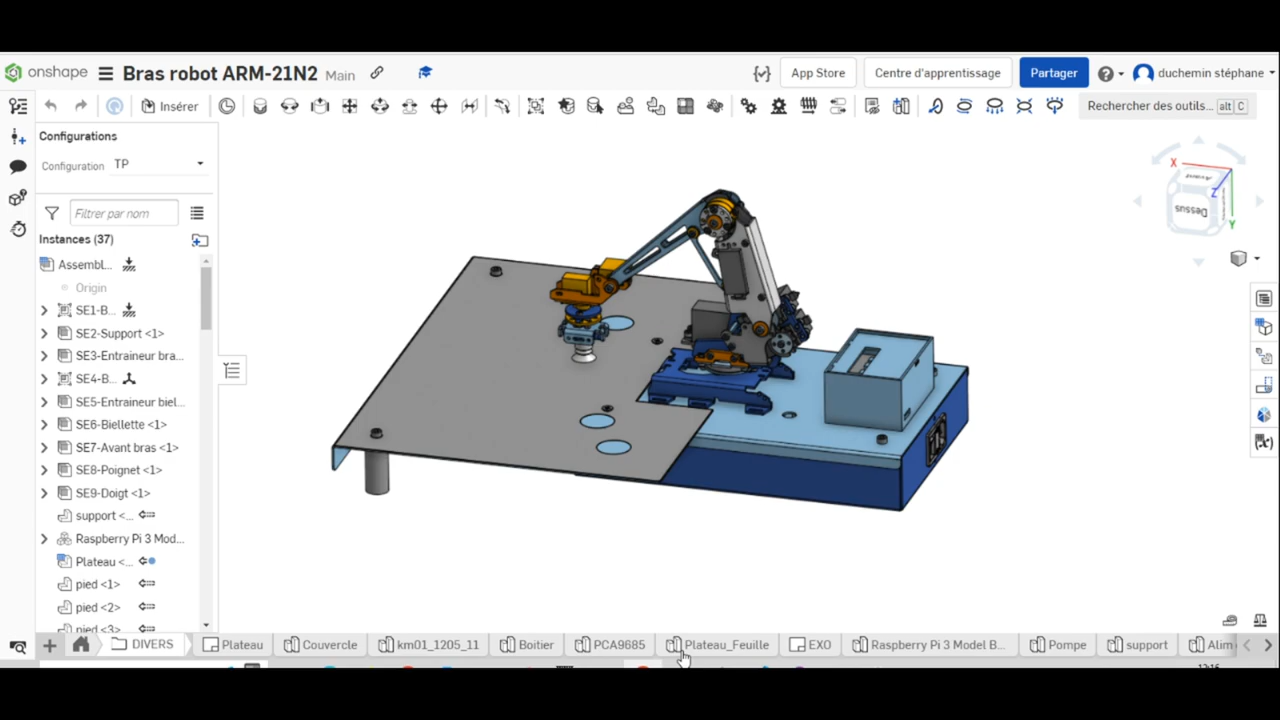 onshape
Bras robot ARM-21N2 Main
App Store
Centre d'apprentissage
Partager
duchemin stéphane
Insérer
Rechercher des outils... alt C
Configurations
Configuration TP
Filtrer par nom
Instances (37)
Assembl...
Origin
SE1-B...
SE2-Support <1>
SE3-Entraineur bra...
SE4-B...
SE5-Entraineur biel...
SE6-Biellette <1>
SE7-Avant bras <1>
SE8-Poignet <1>
SE9-Doigt <1>
support <...
Raspberry Pi 3 Mod...
Plateau <...
pied <1>
pied <2>
pied <3>
X
Z
Y
Avant
Dessus
DIVERS
Plateau
Couvercle
km01_1205_11
Boitier
PCA9685
Plateau_Feuille
EXO
Raspberry Pi 3 Model B...
Pompe
support
Alim